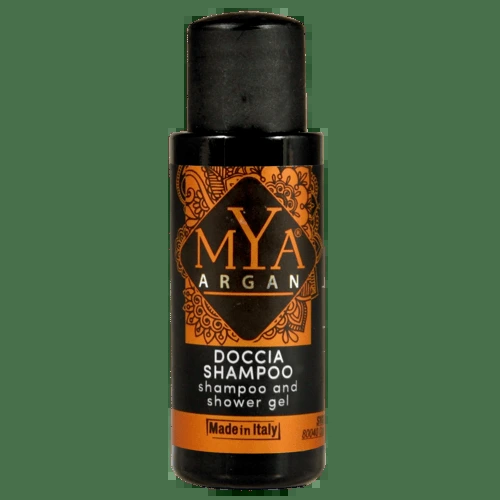 MYA®
ARGAN
DOCCIA
SHAMPOO
shampoo and
shower gel
Made in Italy